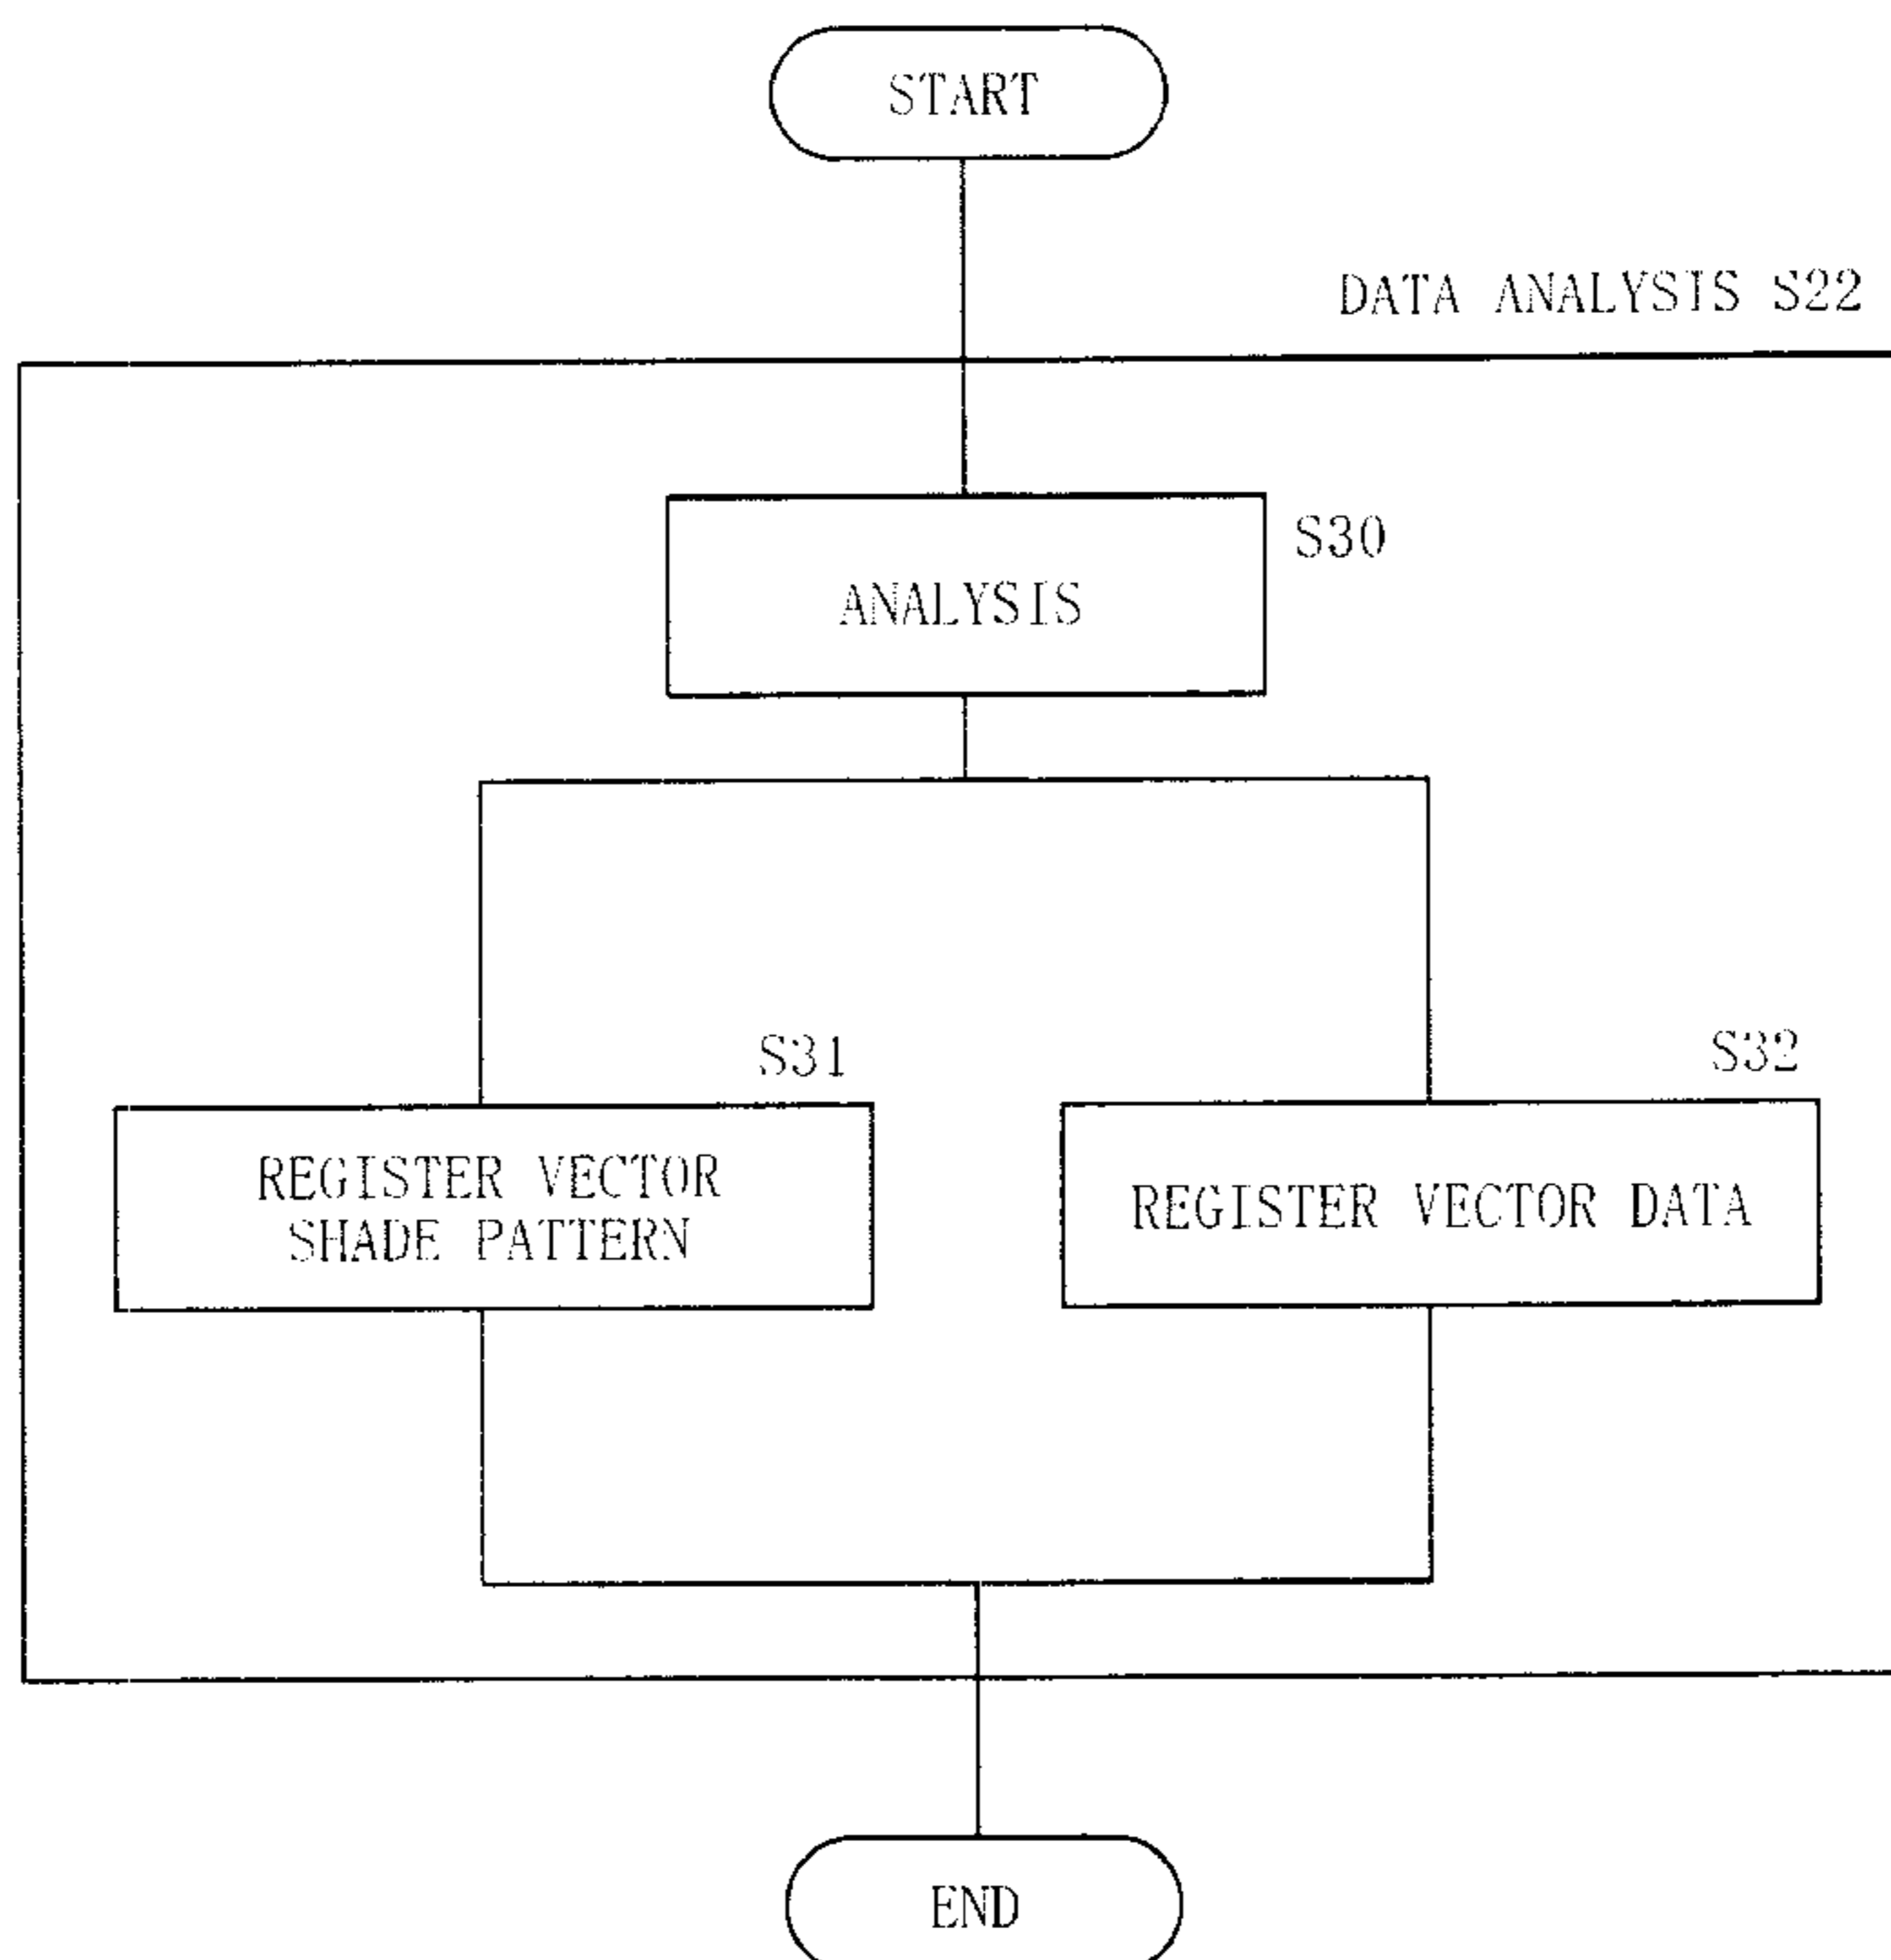 START
DATA ANALYSIS S22
S30
ANALYSIS
S31
REGISTER VECTOR
SHADE PATTERN
S32
REGISTER VECTOR DATA
END